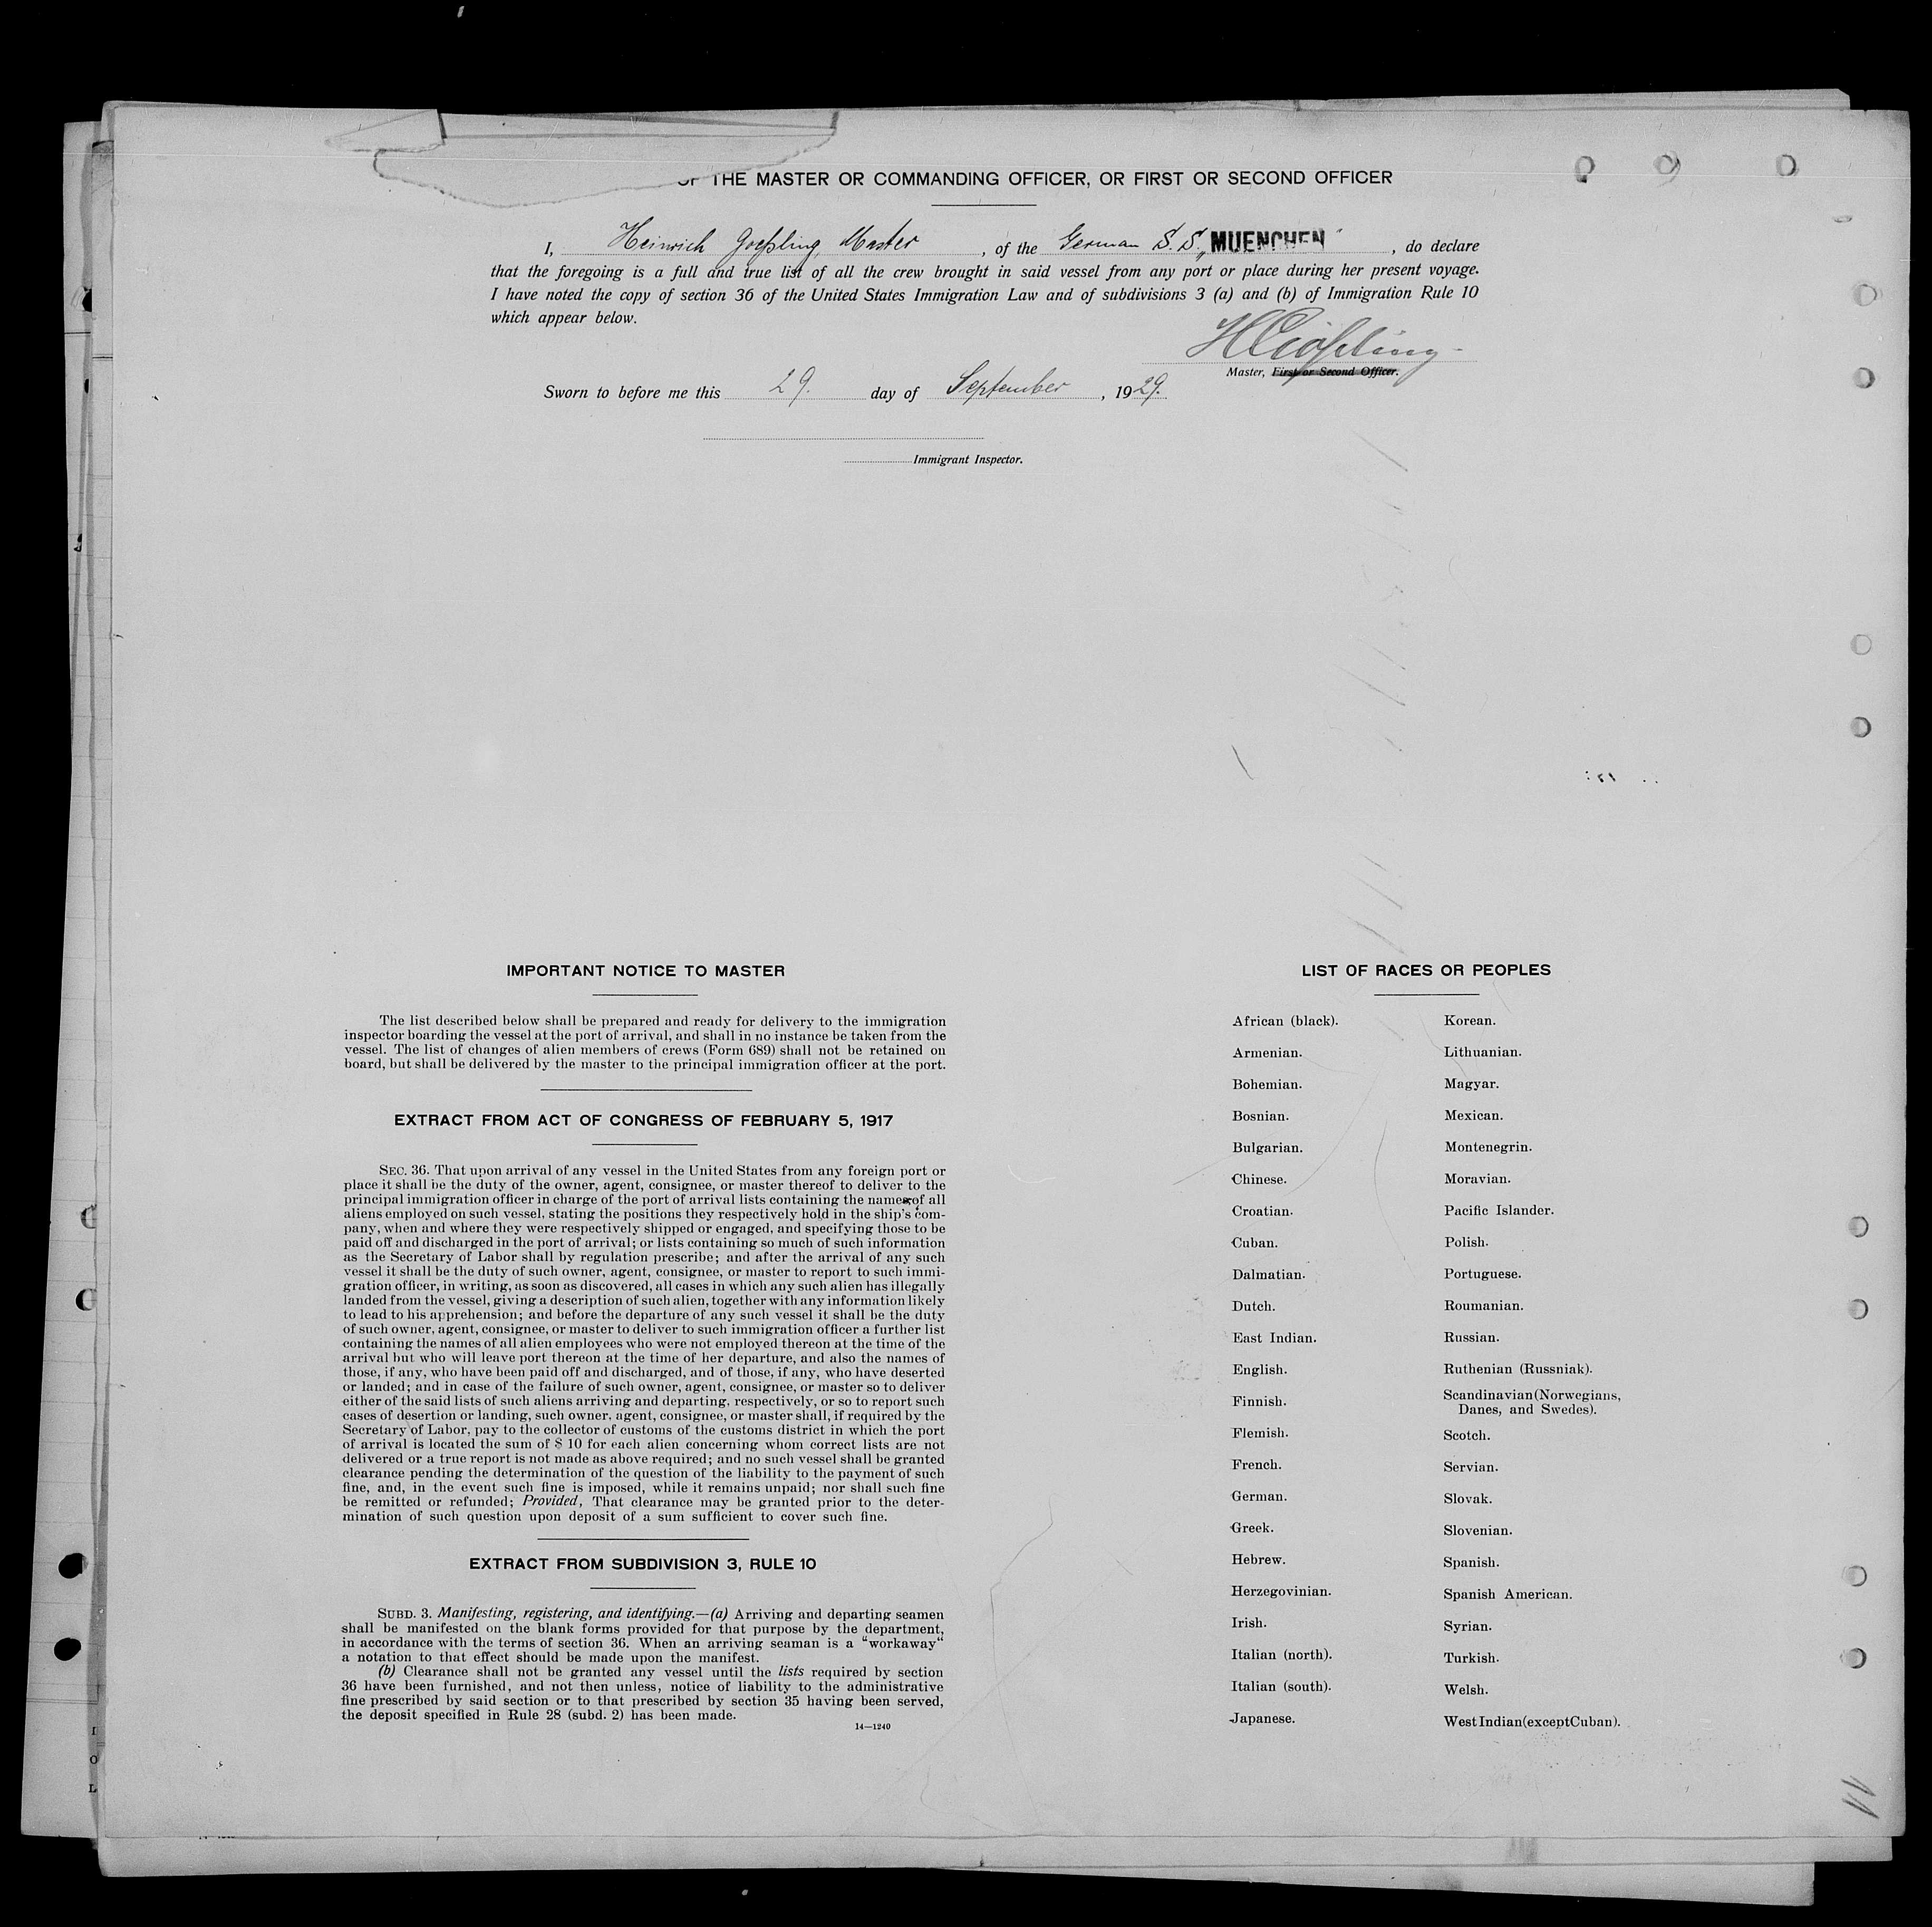 OF THE MASTER OR COMMANDING OFFICER, OR FIRST OR SECOND OFFICER
I, Heinrich Goeßling, Master, of the German S.S. „MUENCHEN", do declare
that the foregoing is a full and true list of all the crew brought in said vessel from any port or place during her present voyage.
I have noted the copy of section 36 of the United States Immigration Law and of subdivisions 3 (a) and (b) of Immigration Rule 10
which appear below.
Master, First or Second Officer.
Sworn to before me this 29. day of September, 1929.
Immigrant Inspector.
IMPORTANT NOTICE TO MASTER
The list described below shall be prepared and ready for delivery to the immigration
inspector boarding the vessel at the port of arrival, and shall in no instance be taken from the
vessel. The list of changes of alien members of crews (Form 689) shall not be retained on
board, but shall be delivered by the master to the principal immigration officer at the port.
EXTRACT FROM ACT OF CONGRESS OF FEBRUARY 5, 1917
SEC. 36. That upon arrival of any vessel in the United States from any foreign port or
place it shall be the duty of the owner, agent, consignee, or master thereof to deliver to the
principal immigration officer in charge of the port of arrival lists containing the names of all
aliens employed on such vessel, stating the positions they respectively hold in the ship's com-
pany, when and where they were respectively shipped or engaged, and specifying those to be
paid off and discharged in the port of arrival; or lists containing so much of such information
as the Secretary of Labor shall by regulation prescribe; and after the arrival of any such
vessel it shall be the duty of such owner, agent, consignee, or master to report to such immi-
gration officer, in writing, as soon as discovered, all cases in which any such alien has illegally
landed from the vessel, giving a description of such alien, together with any information likely
to lead to his apprehension; and before the departure of any such vessel it shall be the duty
of such owner, agent, consignee, or master to deliver to such immigration officer a further list
containing the names of all alien employees who were not employed thereon at the time of the
arrival but who will leave port thereon at the time of her departure, and also the names of
those, if any, who have been paid off and discharged, and of those, if any, who have deserted
or landed; and in case of the failure of such owner, agent, consignee, or master so to deliver
either of the said lists of such aliens arriving and departing, respectively, or so to report such
cases of desertion or landing, such owner, agent, consignee, or master shall, if required by the
Secretary of Labor, pay to the collector of customs of the customs district in which the port
of arrival is located the sum of $ 10 for each alien concerning whom correct lists are not
delivered or a true report is not made as above required; and no such vessel shall be granted
clearance pending the determination of the question of the liability to the payment of such
fine, and, in the event such fine is imposed, while it remains unpaid; nor shall such fine
be remitted or refunded; Provided, That clearance may be granted prior to the deter-
mination of such question upon deposit of a sum sufficient to cover such fine.
EXTRACT FROM SUBDIVISION 3, RULE 10
SUBD. 3. Manifesting, registering, and identifying.—(a) Arriving and departing seamen
shall be manifested on the blank forms provided for that purpose by the department,
in accordance with the terms of section 36. When an arriving seaman is a “workaway“
a notation to that effect should be made upon the manifest.
(b) Clearance shall not be granted any vessel until the lists required by section
36 have been furnished, and not then unless, notice of liability to the administrative
fine prescribed by said section or to that prescribed by section 35 having been served,
the deposit specified in Rule 28 (subd. 2) has been made.
14—1240
LIST OF RACES OR PEOPLES
African (black).
Armenian.
Bohemian.
Bosnian.
Bulgarian.
Chinese.
Croatian.
Cuban.
Dalmatian.
Dutch.
East Indian.
English.
Finnish.
Flemish.
French.
German.
Greek.
Hebrew.
Herzegovinian.
Irish.
Italian (north).
Italian (south).
Japanese.
Korean.
Lithuanian.
Magyar.
Mexican.
Montenegrin.
Moravian.
Pacific Islander.
Polish.
Portuguese.
Roumanian.
Russian.
Ruthenian (Russniak).
Scandinavian (Norwegians,
Danes, and Swedes).
Scotch.
Servian.
Slovak.
Slovenian.
Spanish.
Spanish American.
Syrian.
Turkish.
Welsh.
West Indian (except Cuban).